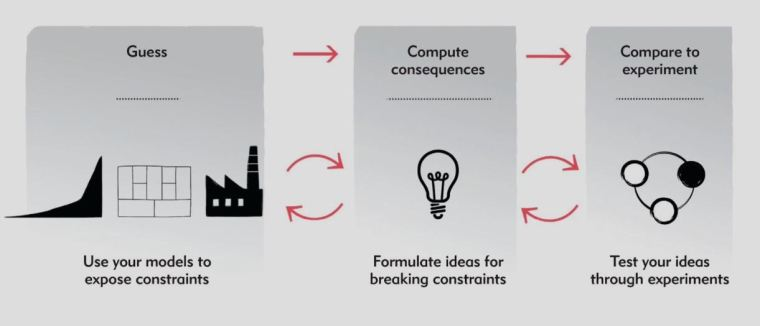 Guess
Compute
consequences
Compare to
experiment
Use your models to
expose constraints
Formulate ideas for
breaking constraints
Test your ideas
through experiments